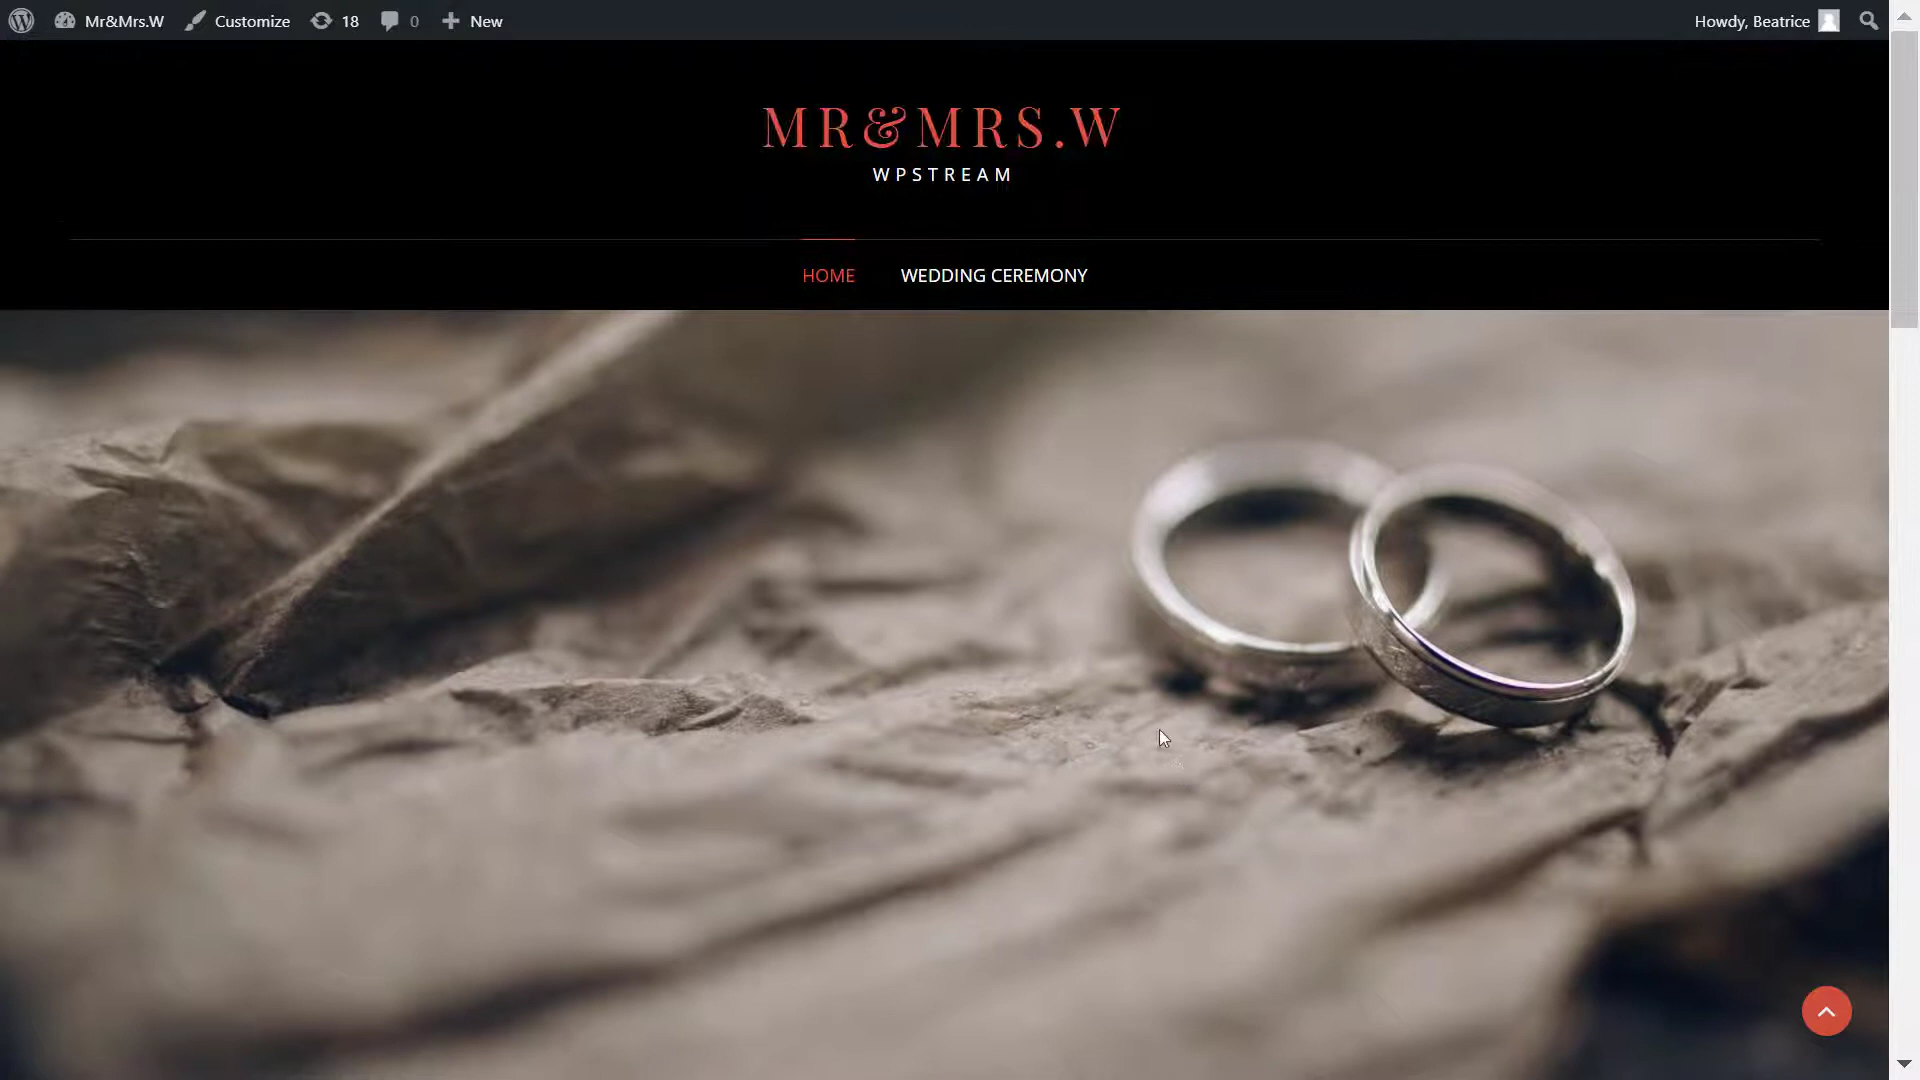 Mr&Mrs.W Customize 18 0 New Howdy, Beatrice
MR&MRS.W
WPSTREAM
HOME WEDDING CEREMONY